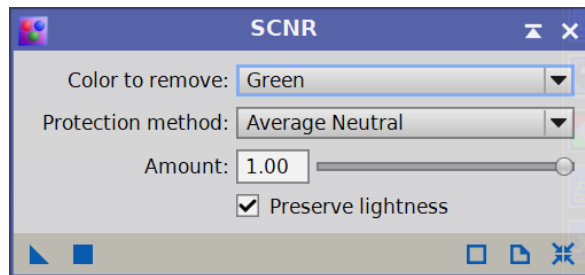 SCNR
Color to remove: Green
Protection method: Average Neutral
Amount: 1.00
Preserve lightness